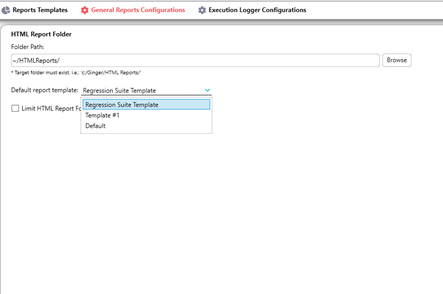 Reports Templates General Reports Configurations Execution Logger Configurations
HTML Report Folder
Folder Path:
~/HTMLReports/ Browse
* Target folder must exist, i.e.; 'c:/Ginger/HTML Reports/'
Default report template: Regression Suite Template
Regression Suite Template
Limit HTML Report Fo Template #1
Default